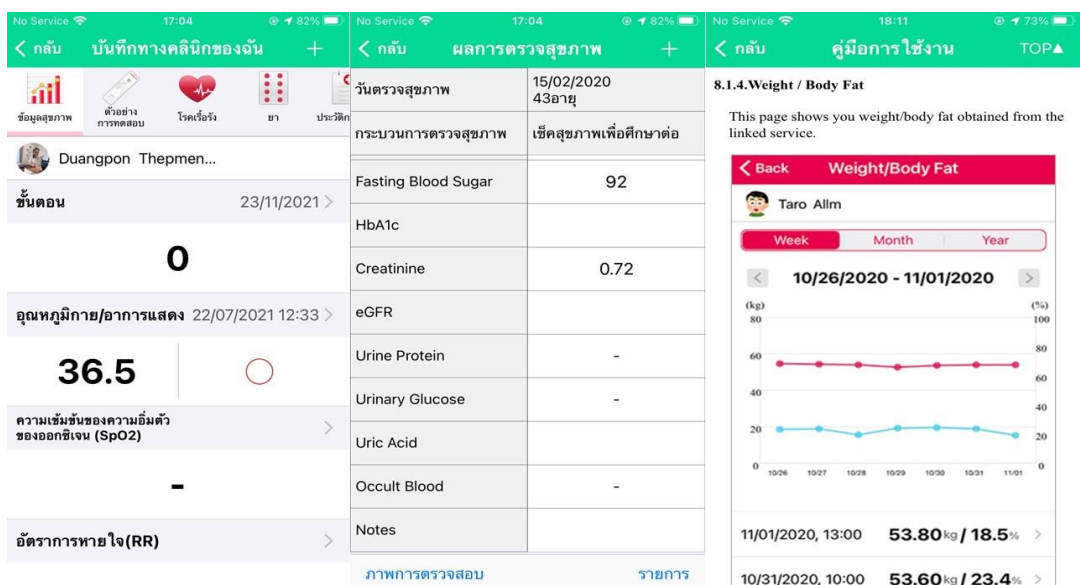 No Service 17:04 82%
กลับ บันทึกทางคลินิกของฉัน +
ข้อมูลสุขภาพ
ตัวอย่าง
การทดสอบ
โรคเรื้อรัง
ยา
Duangpon Thepmen...
ขั้นตอน 23/11/2021
0
อุณหภูมิกาย/อาการแสดง 22/07/2021 12:33
36.5
ความเข้มข้นของความอิ่มตัว
ของออกซิเจน (SpO2)
-
อัตราการหายใจ(RR)
No Service 17:04 82%
กลับ ผลการตรวจสุขภาพ +
วันตรวจสุขภาพ 15/02/2020
43อายุ
กระบวนการตรวจสุขภาพ เช็คสุขภาพเพื่อศึกษาต่อ
Fasting Blood Sugar 92
HbA1c
Creatinine 0.72
eGFR
Urine Protein -
Urinary Glucose -
Uric Acid
Occult Blood -
Notes
ภาพการตรวจสอบ รายการ
No Service 18:11 73%
กลับ คู่มือการใช้งาน TOP▲
8.1.4.Weight / Body Fat
This page shows you weight/body fat obtained from the
linked service.
Back Weight/Body Fat
Taro Allm
Week Month Year
< 10/26/2020 - 11/01/2020 >
(kg) (%)
80 100
80
60
60
40
40
20
20
0 0
10/26 10/27 10/28 10/29 10/30 10/31 11/01
11/01/2020, 13:00 53.80kg / 18.5%
10/31/2020, 10:00 53.60kg / 23.4%